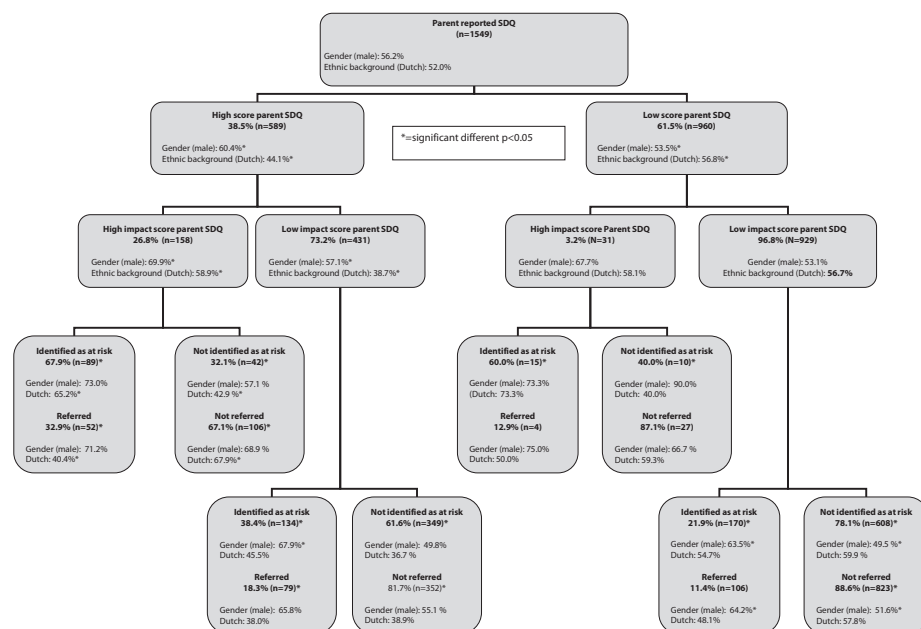 Parent reported SDQ
(n=1549)
Gender (male): 56.2%
Ethnic background (Dutch): 52.0%
High score parent SDQ
38.5% (n=589)
Gender (male): 60.4%*
Ethnic background (Dutch): 44.1%*
*=significant different p<0.05
Low score parent SDQ
61.5% (n=960)
Gender (male): 53.5%*
Ethnic background (Dutch): 56.8%*
High impact score parent SDQ
26.8% (n=158)
Gender (male): 69.9%*
Ethnic background (Dutch): 58.9%*
Low impact score parent SDQ
73.2% (n=431)
Gender (male): 57.1%*
Ethnic background (Dutch): 38.7%*
High impact score Parent SDQ
3.2% (N=31)
Gender (male): 67.7%
Ethnic background (Dutch): 58.1%
Low impact score parent SDQ
96.8% (N=929)
Gender (male): 53.1%
Ethnic background (Dutch): 56.7%
Identified as at risk
67.9% (n=89)*
Gender (male): 73.0%
Dutch: 65.2%*
Referred
32.9% (n=52)*
Gender (male): 71.2%
Dutch: 40.4%*
Not identified as at risk
32.1% (n=42)*
Gender (male): 57.1 %
Dutch: 42.9 %*
Not referred
67.1% (n=106)*
Gender (male): 68.9 %
Dutch: 67.9%*
Identified as at risk
60.0% (n=15)*
Gender (male): 73.3%
(Dutch: 73.3%
Referred
12.9% (n=4)
Gender (male): 75.0%
Dutch: 50.0%
Not identified as at risk
40.0% (n=10)*
Gender (male): 90.0%
Dutch: 40.0%
Not referred
87.1% (n=27)
Gender (male): 66.7 %
Dutch: 59.3%
Identified as at risk
38.4% (n=134)*
Gender (male): 67.9%*
Dutch: 45.5%
Referred
18.3% (n=79)*
Gender (male): 65.8%
Dutch: 38.0%
Not identified as at risk
61.6% (n=349)*
Gender (male): 49.8%
Dutch: 36.7 %
Not referred
81.7% (n=352)*
Gender (male): 55.1 %
Dutch: 38.9%
Identified as at risk
21.9% (n=170)*
Gender (male): 63.5%*
Dutch: 54.7%
Referred
11.4% (n=106)
Gender (male): 64.2%*
Dutch: 48.1%
Not identified as at risk
78.1% (n=608)*
Gender (male): 49.5 %*
Dutch: 59.9 %
Not referred
88.6% (n=823)*
Gender (male): 51.6%*
Dutch: 57.8%